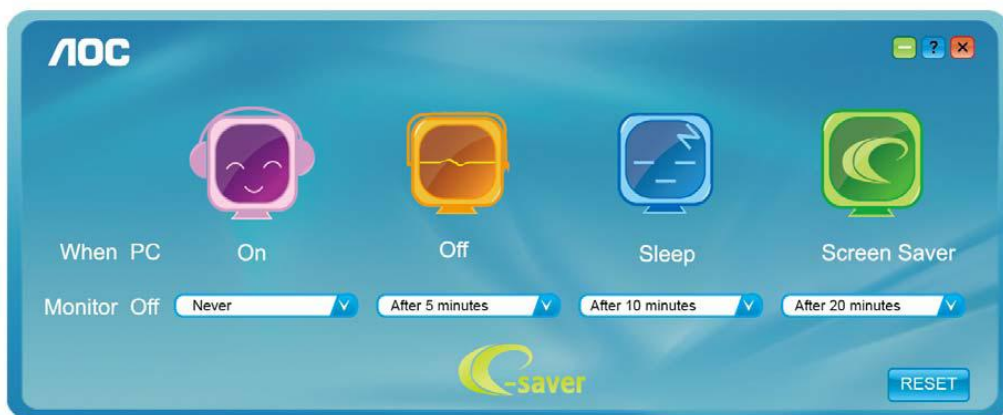 AOC
?
When PC On Off Sleep Screen Saver
Monitor Off Never After 5 minutes After 10 minutes After 20 minutes
e-saver
RESET